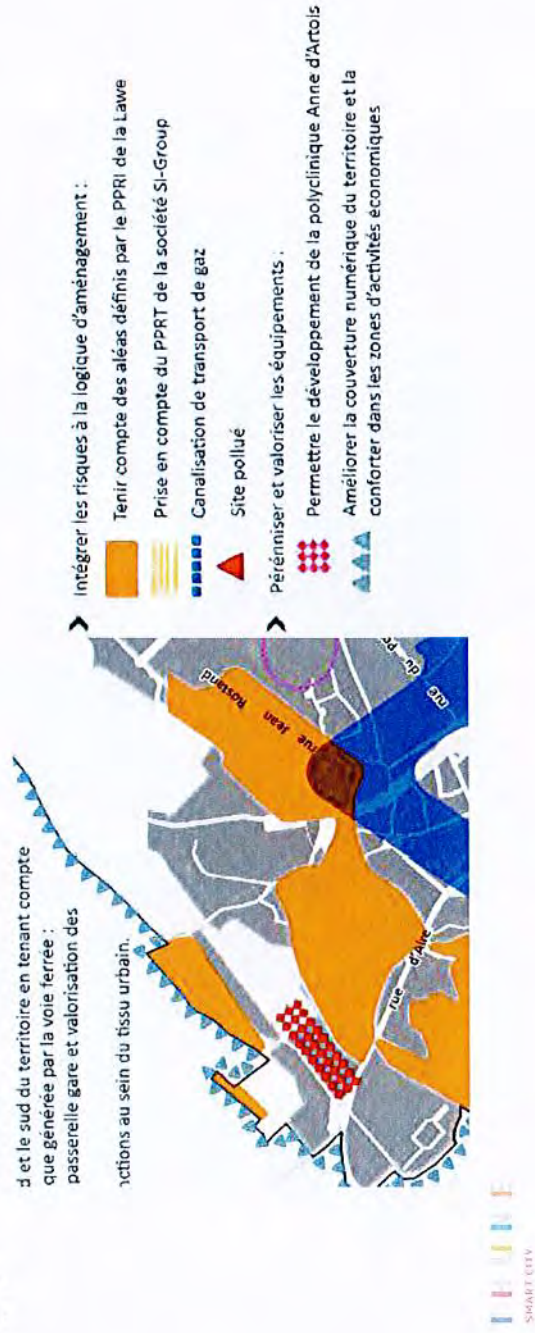 d et le sud du territoire en tenant compte
que générée par la voie ferrée :
passerelle gare et valorisation des
nctions au sein du tissu urbain.
rue Jean Rostand
rue d'Aire
rue du po
Intégrer les risques à la logique d'aménagement :
Tenir compte des aléas définis par le PPRI de la Lawe
Prise en compte du PPRT de la société SI-Group
Canalisation de transport de gaz
Site pollué
Pérénniser et valoriser les équipements :
Permettre le développement de la polyclinique Anne d'Artois
Améliorer la couverture numérique du territoire et la
conforter dans les zones d'activités économiques
SMART CITY